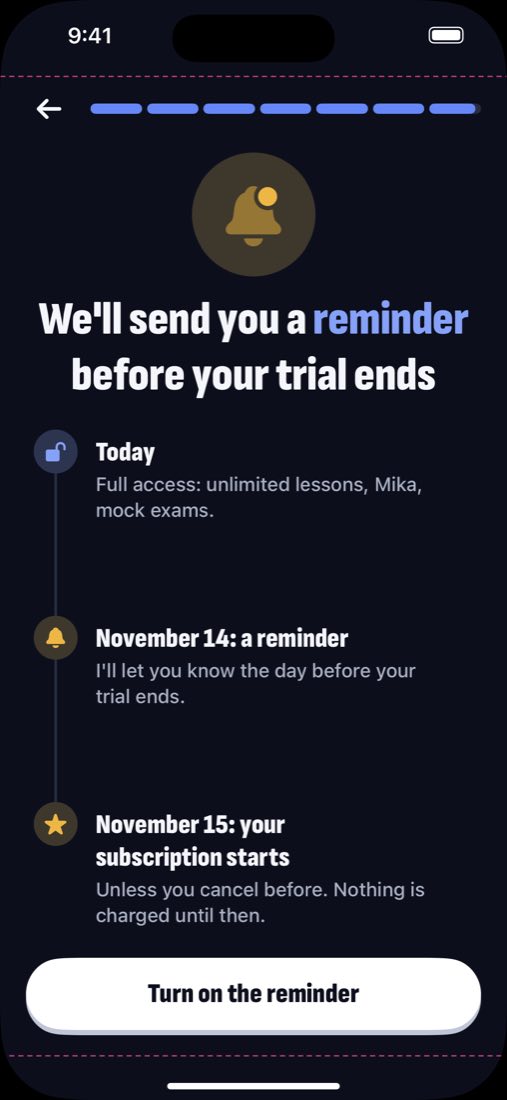 9:41
We'll send you a reminder
before your trial ends
Today
Full access: unlimited lessons, Mika,
mock exams.
November 14: a reminder
I'll let you know the day before your
trial ends.
November 15: your
subscription starts
Unless you cancel before. Nothing is
charged until then.
Turn on the reminder